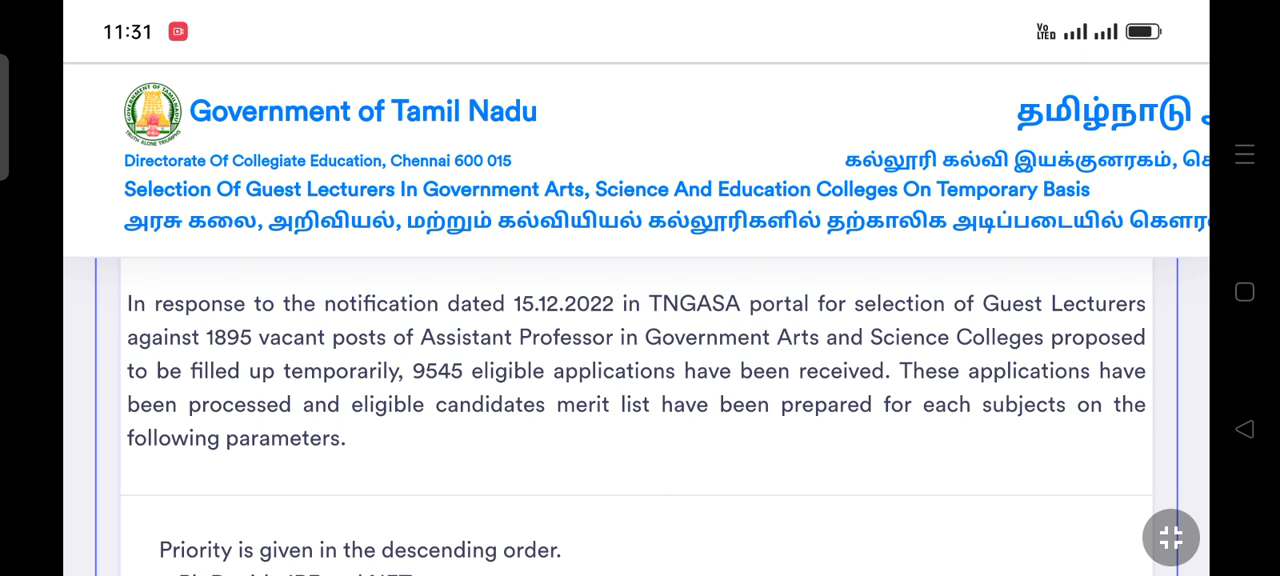 11:31
Vo LTED
Government of Tamil Nadu
தமிழ்நாடு
Directorate Of Collegiate Education, Chennai 600 015
கல்லூரி கல்வி இயக்குனரகம், செ
Selection Of Guest Lecturers In Government Arts, Science And Education Colleges On Temporary Basis
அரசு கலை, அறிவியல், மற்றும் கல்வியியல் கல்லூரிகளில் தற்காலிக அடிப்படையில் கௌர
In response to the notification dated 15.12.2022 in TNGASA portal for selection of Guest Lecturers
against 1895 vacant posts of Assistant Professor in Government Arts and Science Colleges proposed
to be filled up temporarily, 9545 eligible applications have been received. These applications have
been processed and eligible candidates merit list have been prepared for each subjects on the
following parameters.
Priority is given in the descending order.